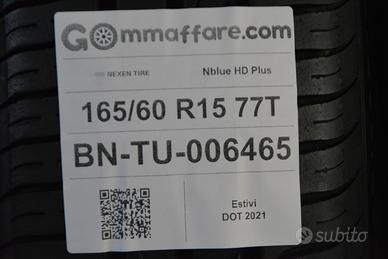 GOmmaffare.com
NEXEN TIRE Nblue HD Plus
165/60 R15 77T
BN-TU-006465
Estivi
DOT 2021
subito